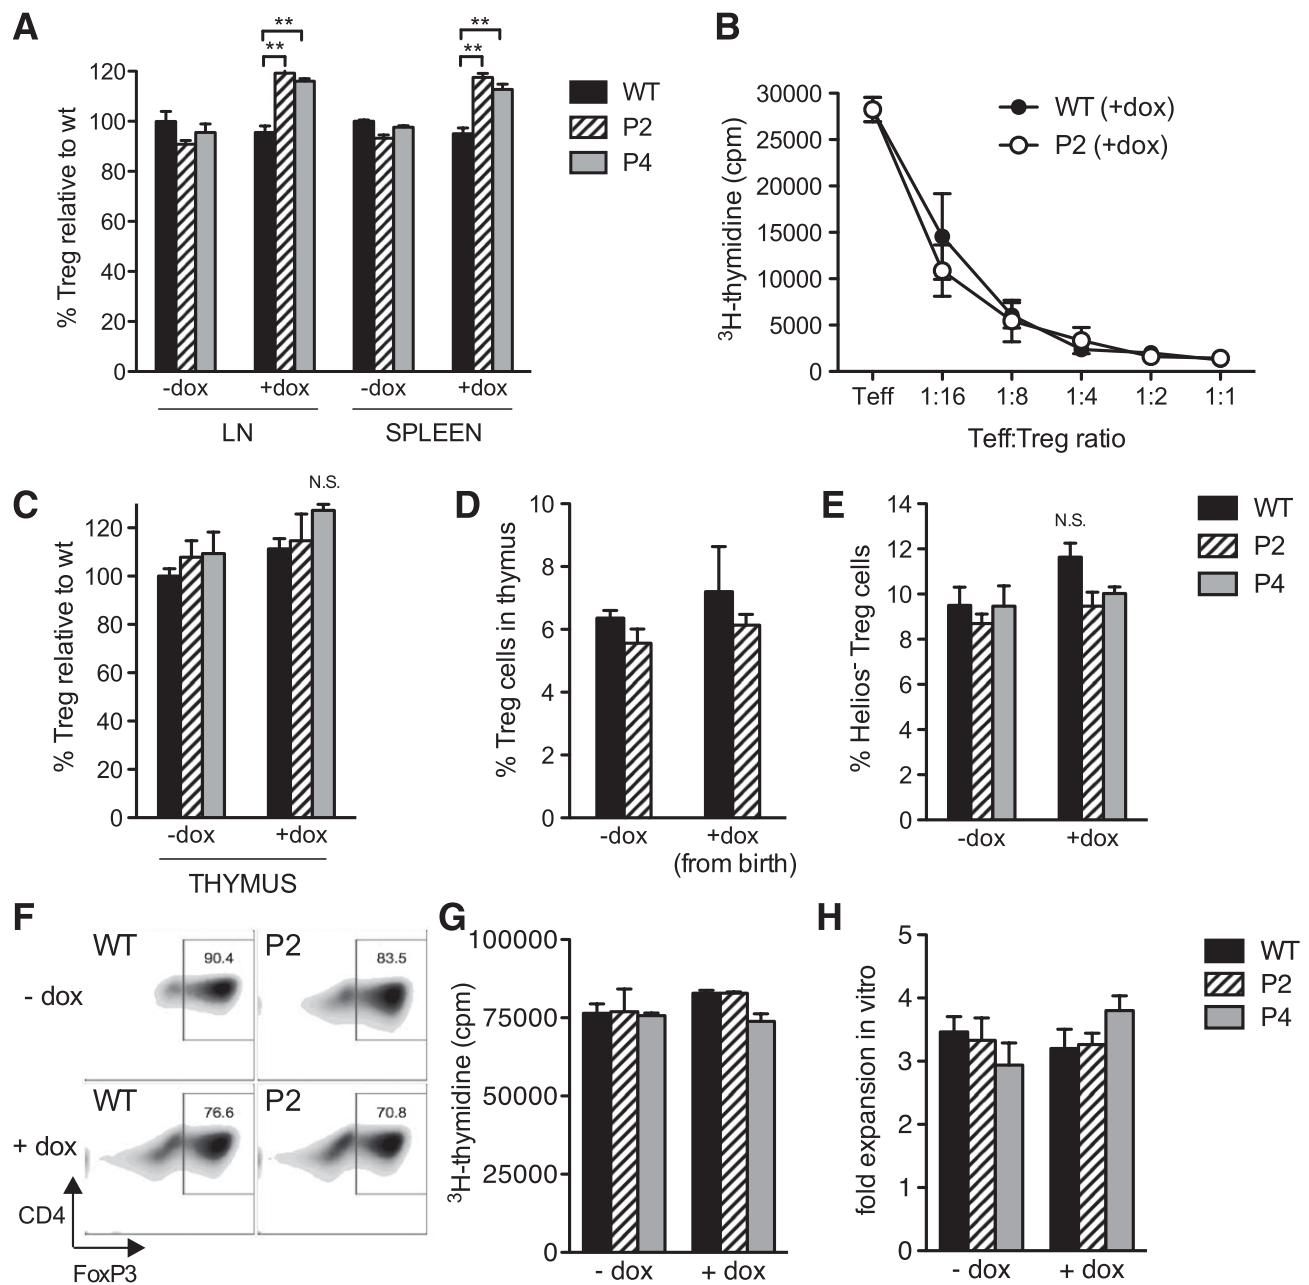 A
% Treg relative to wt
120
100
80
60
40
20
0
** **
** **
-dox +dox -dox +dox
LN SPLEEN
WT
P2
P4
B
³H-thymidine (cpm)
30000
25000
20000
15000
10000
5000
0
WT (+dox)
P2 (+dox)
Teff 1:16 1:8 1:4 1:2 1:1
Teff:Treg ratio
C
% Treg relative to wt
120
100
80
60
40
20
0
N.S.
-dox +dox
THYMUS
D
% Treg cells in thymus
10
8
6
4
2
0
-dox +dox
(from birth)
E
% Helios⁻ Treg cells
14
12
10
8
6
4
2
0
N.S.
-dox +dox
WT
P2
P4
F
WT P2
90.4 83.5
- dox
WT P2
76.6 70.8
+ dox
CD4
FoxP3
G
³H-thymidine (cpm)
100000
75000
50000
25000
0
- dox + dox
H
fold expansion in vitro
5
4
3
2
1
0
- dox + dox
WT
P2
P4